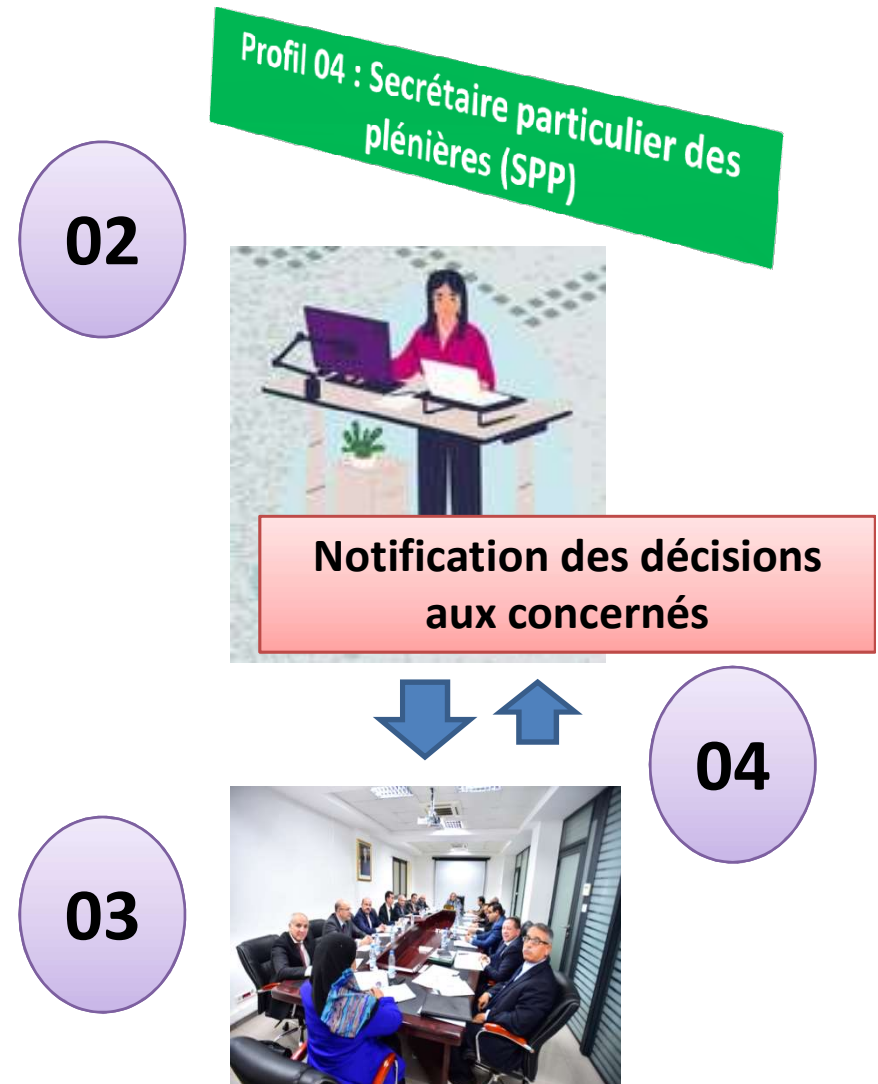 Profil 04 : Secrétaire particulier des
plénières (SPP)
02
Notification des décisions
aux concernés
04
03